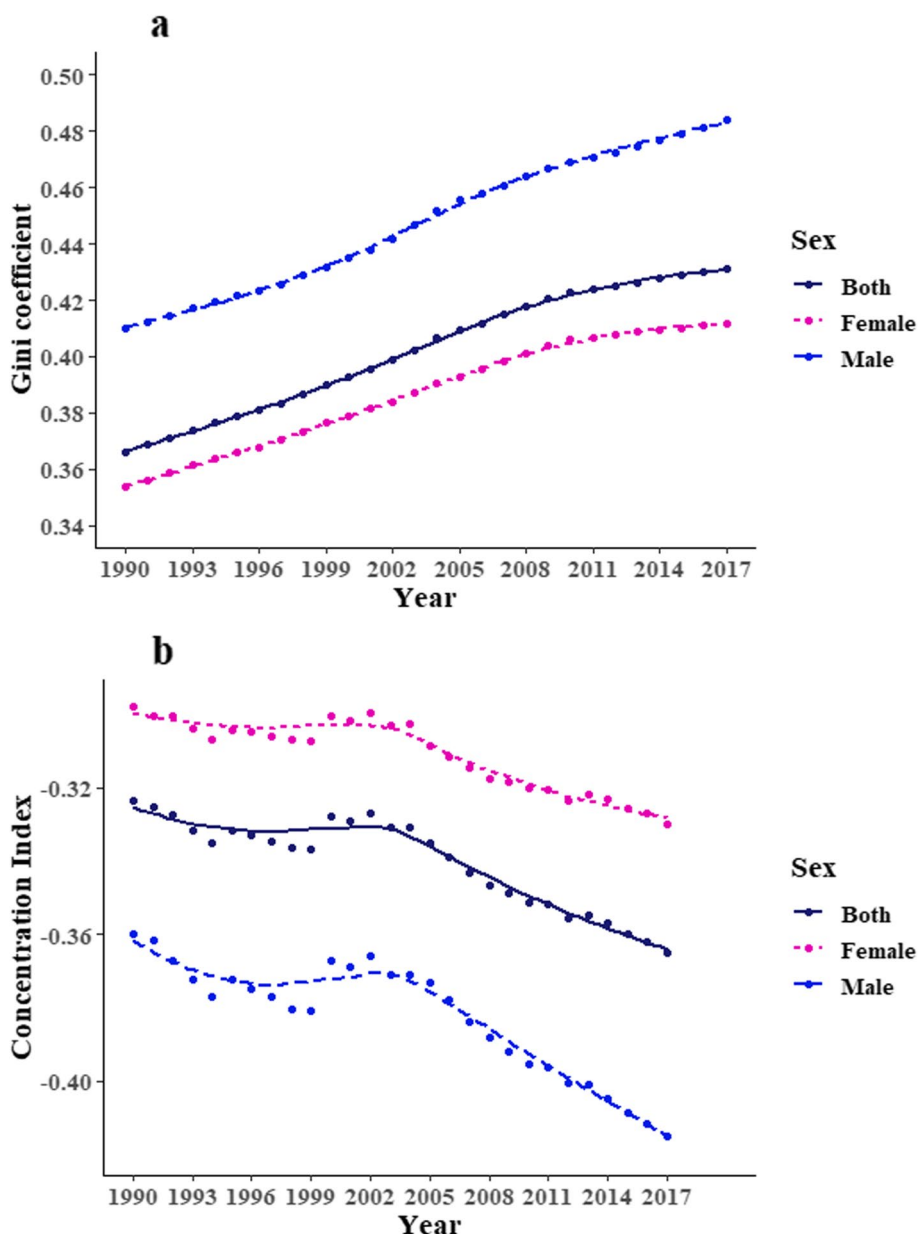 a
Gini coefficient
0.50
0.48
0.46
0.44
0.42
0.40
0.38
0.36
0.34
1990 1993 1996 1999 2002 2005 2008 2011 2014 2017
Year
Sex
Both
Female
Male
b
Concentration Index
-0.32
-0.36
-0.40
1990 1993 1996 1999 2002 2005 2008 2011 2014 2017
Year
Sex
Both
Female
Male